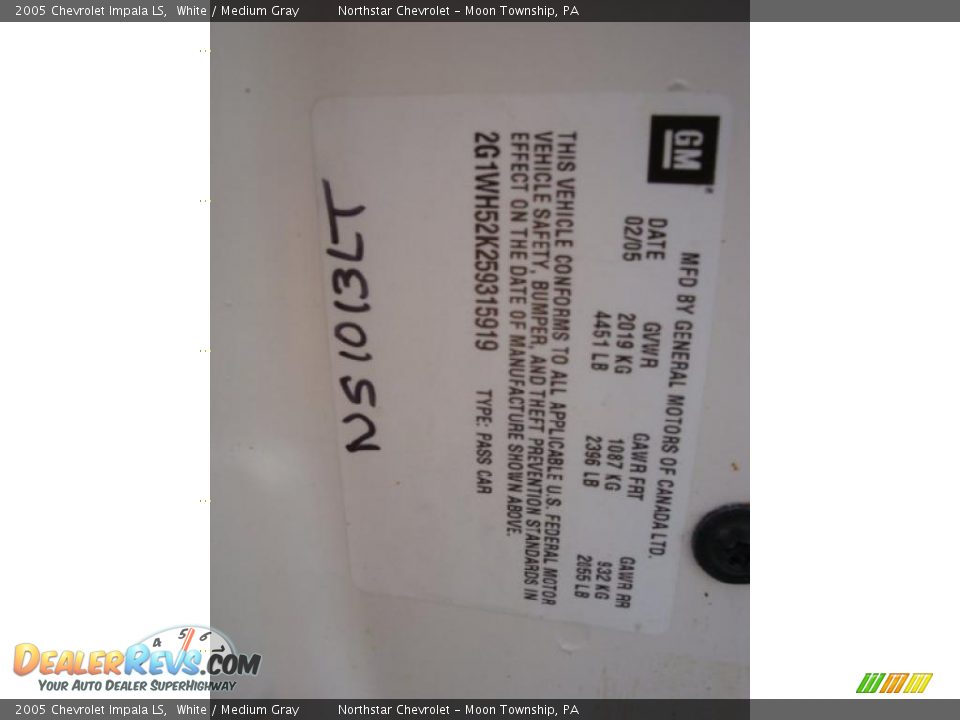 2005 Chevrolet Impala LS, White / Medium Gray Northstar Chevrolet - Moon Township, PA
GM
MFD BY GENERAL MOTORS OF CANADA LTD.
DATE GVWR GAWR FRT GAWR RR
02/05 2019 KG 1087 KG 932 KG
4451 LB 2396 LB 2055 LB
THIS VEHICLE CONFORMS TO ALL APPLICABLE U.S. FEDERAL MOTOR
VEHICLE SAFETY, BUMPER, AND THEFT PREVENTION STANDARDS IN
EFFECT ON THE DATE OF MANUFACTURE SHOWN ABOVE.
2G1WH52K259315919 TYPE: PASS CAR
4 5 6 7
DEALERREVS.COM
YOUR AUTO DEALER SUPERHIGHWAY
2005 Chevrolet Impala LS, White / Medium Gray Northstar Chevrolet - Moon Township, PA